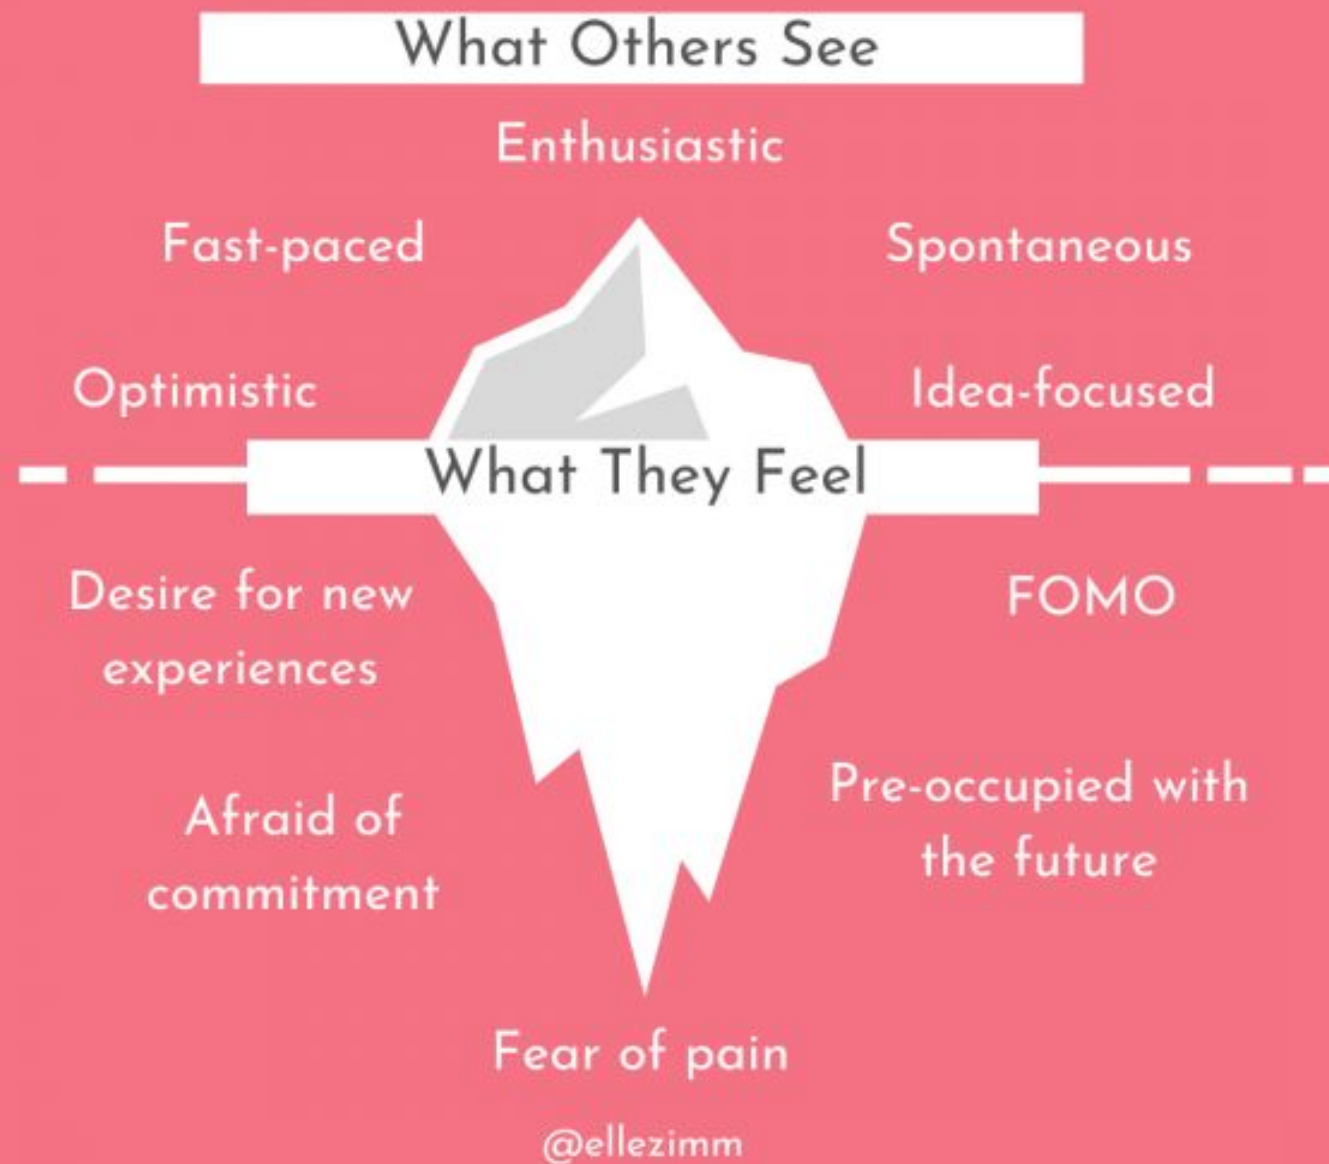 What Others See
Enthusiastic
Fast-paced
Spontaneous
Optimistic
Idea-focused
What They Feel
Desire for new
experiences
FOMO
Afraid of
commitment
Pre-occupied with
the future
Fear of pain
@ellezimm